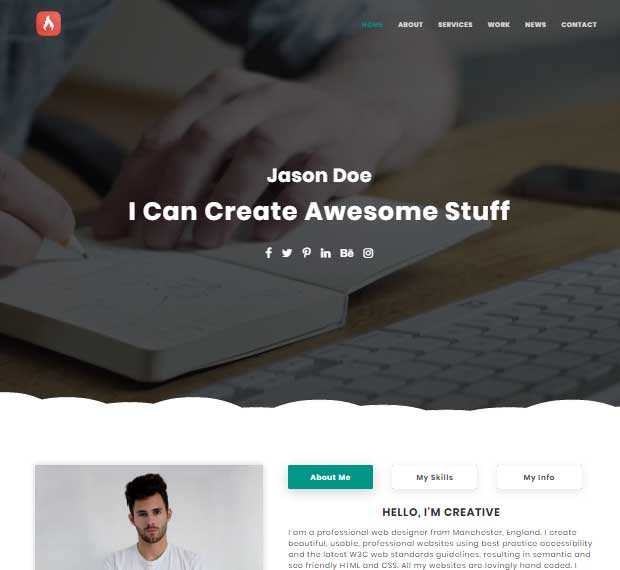 HOME ABOUT SERVICES WORK NEWS CONTACT
Jason Doe
I Can Create Awesome Stuff
About Me My Skills My Info
HELLO, I'M CREATIVE
I am a professional web designer from Manchester, England. I create
beautiful, usable, professional websites using best practice accessibility
and the latest W3C web standards guidelines, resulting in semantic and
seo friendly HTML and CSS. All my websites are lovingly hand coded. I